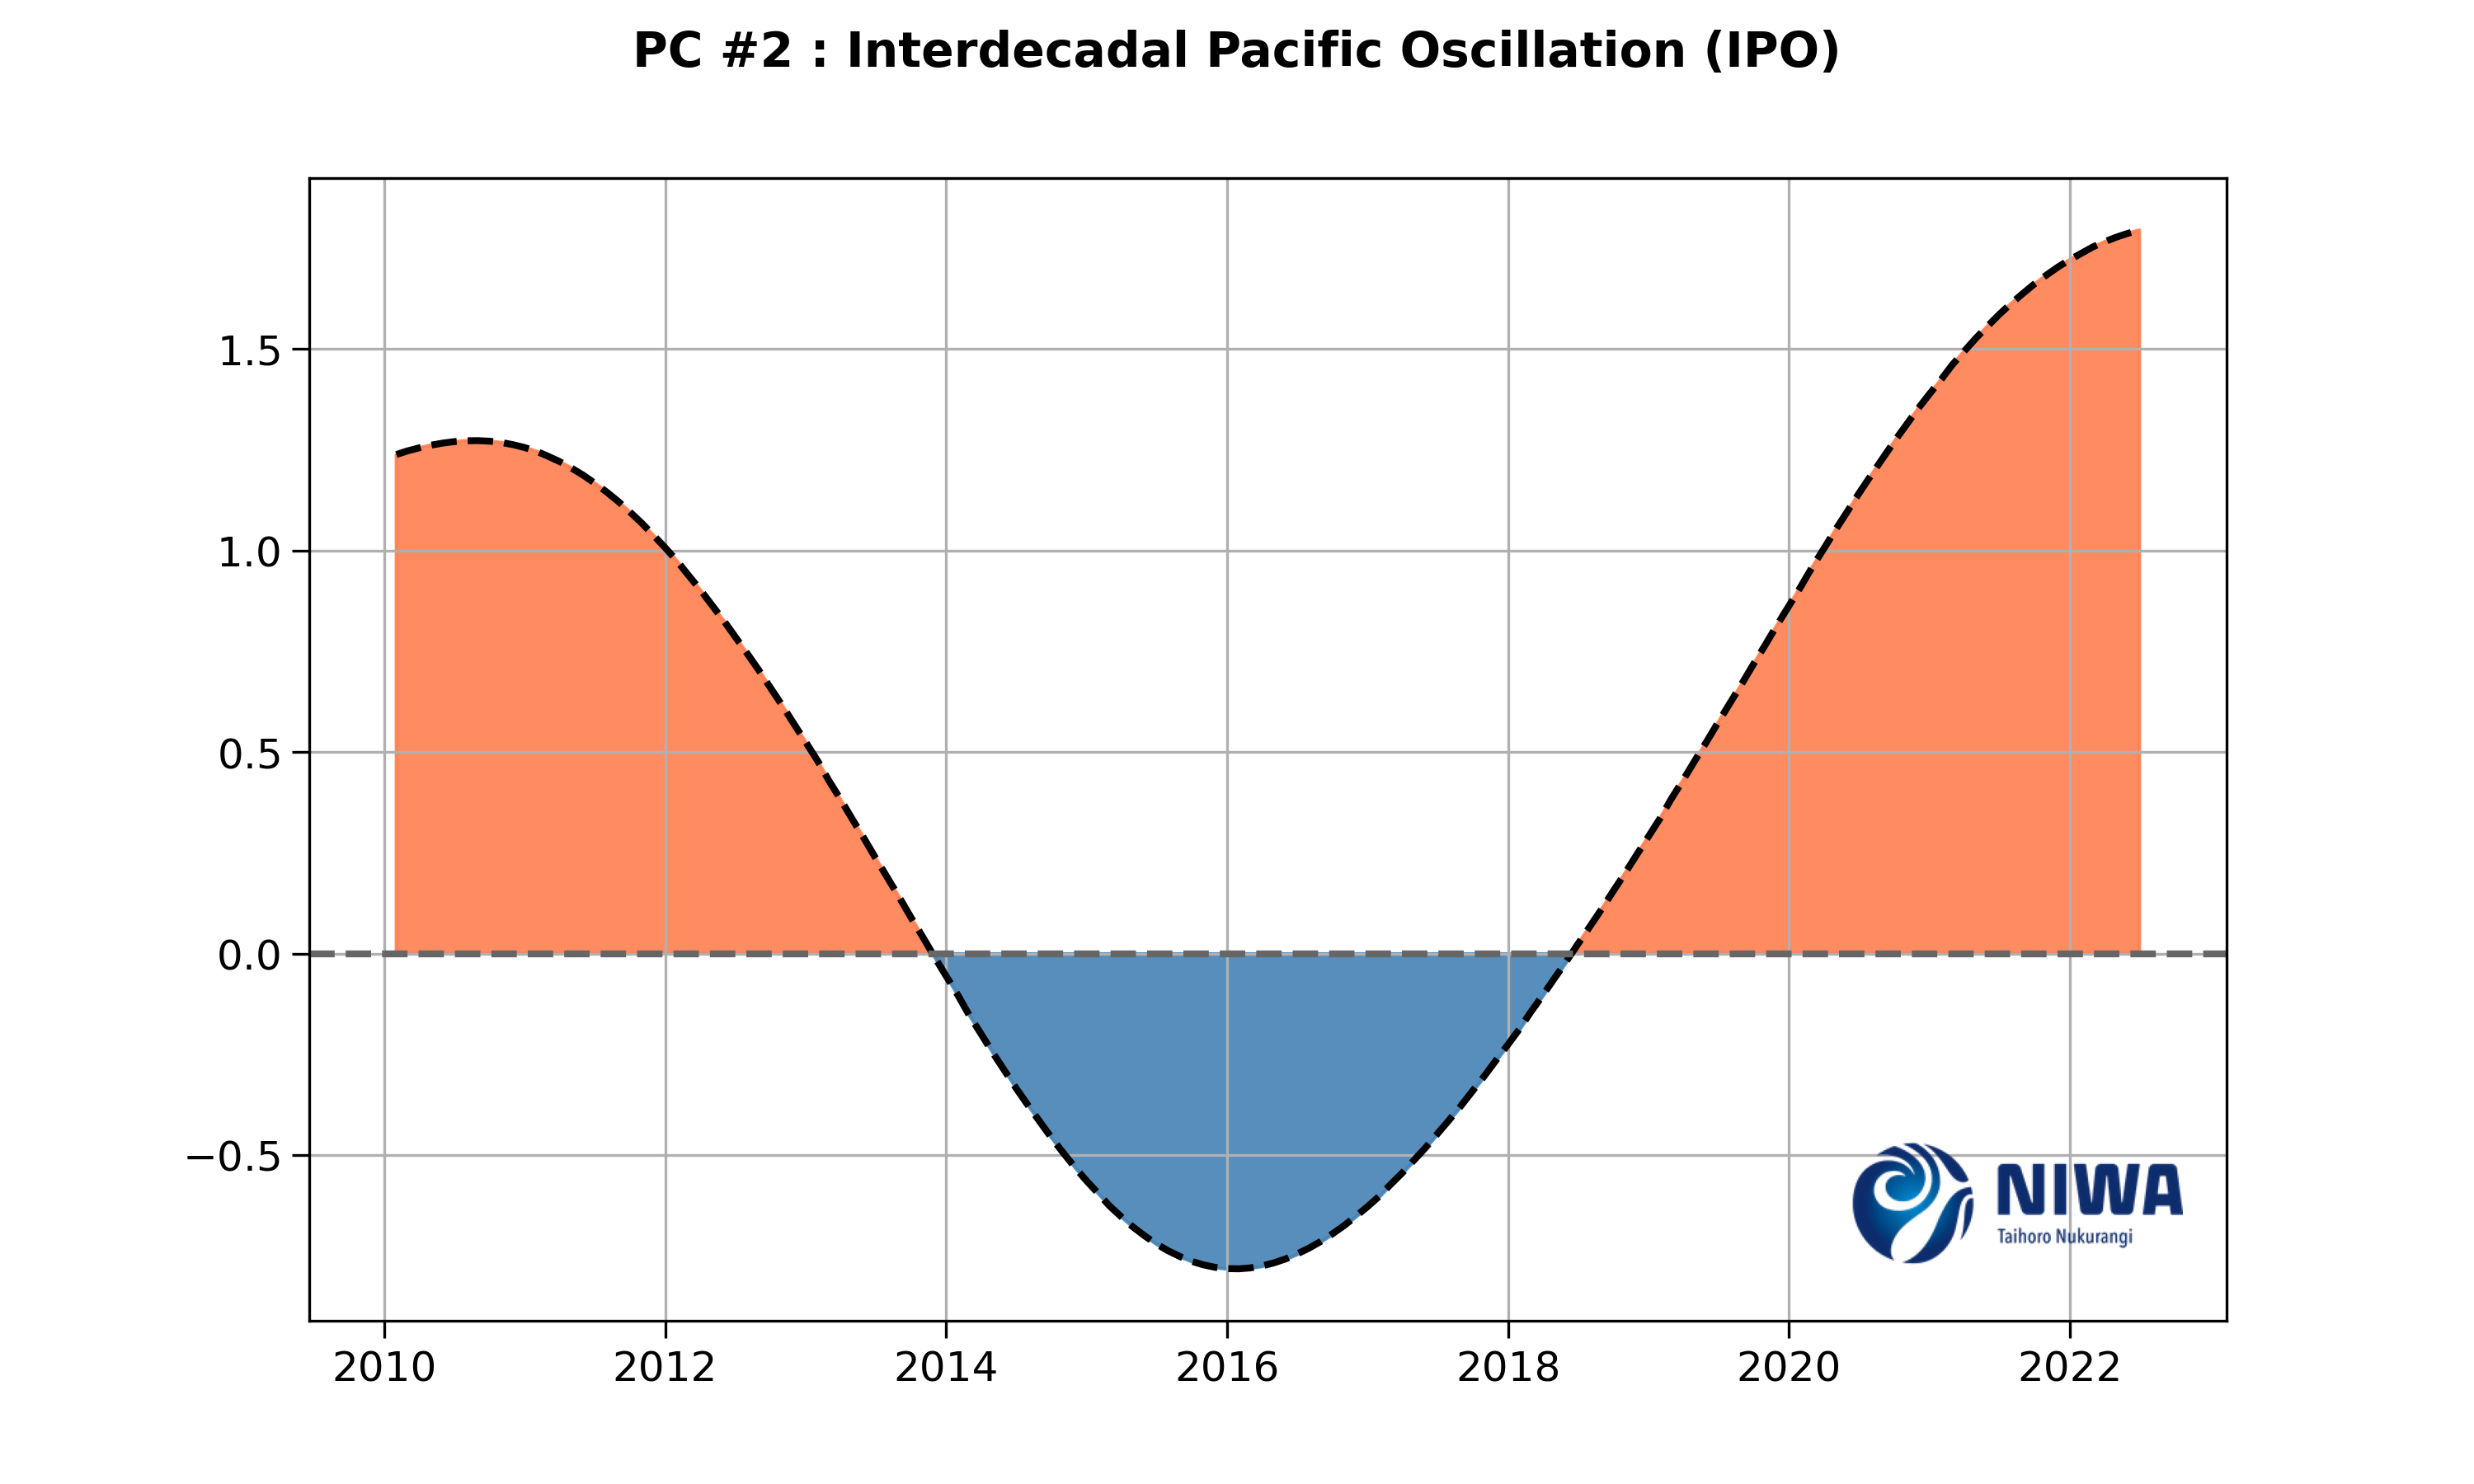 PC #2 : Interdecadal Pacific Oscillation (IPO)
1.5
1.0
0.5
0.0
−0.5
NIWA
Taihoro Nukurangi
2010 2012 2014 2016 2018 2020 2022